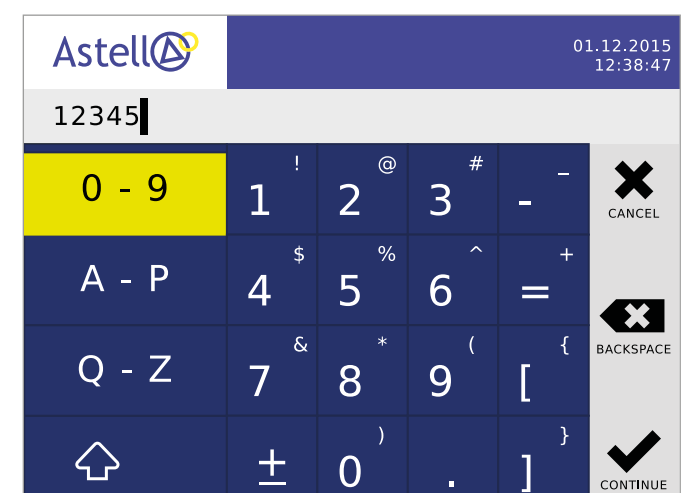 Astell
01.12.2015
12:38:47
12345
0 - 9
1 !
2 @
3 #
- _
CANCEL
A - P
4 $
5 %
6 ^
= +
BACKSPACE
Q - Z
7 &
8 *
9 (
[ {
±
0 )
.
] }
CONTINUE